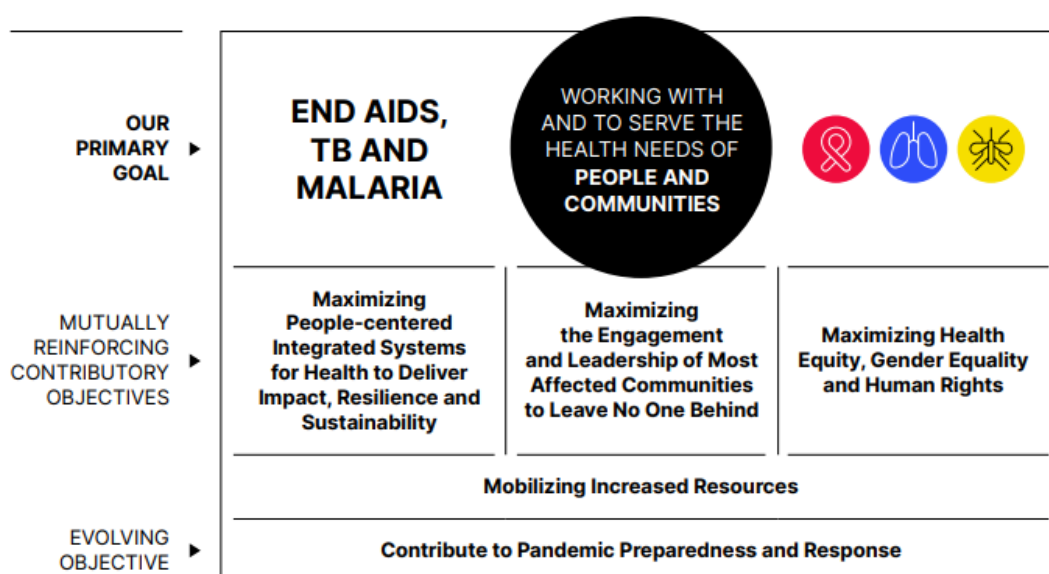 OUR
PRIMARY
GOAL
END AIDS,
TB AND
MALARIA
WORKING WITH
AND TO SERVE THE
HEALTH NEEDS OF
PEOPLE AND
COMMUNITIES
MUTUALLY
REINFORCING
CONTRIBUTORY
OBJECTIVES
Maximizing
People-centered
Integrated Systems
for Health to Deliver
Impact, Resilience and
Sustainability
Maximizing
the Engagement
and Leadership of Most
Affected Communities
to Leave No One Behind
Maximizing Health
Equity, Gender Equality
and Human Rights
Mobilizing Increased Resources
EVOLVING
OBJECTIVE
Contribute to Pandemic Preparedness and Response